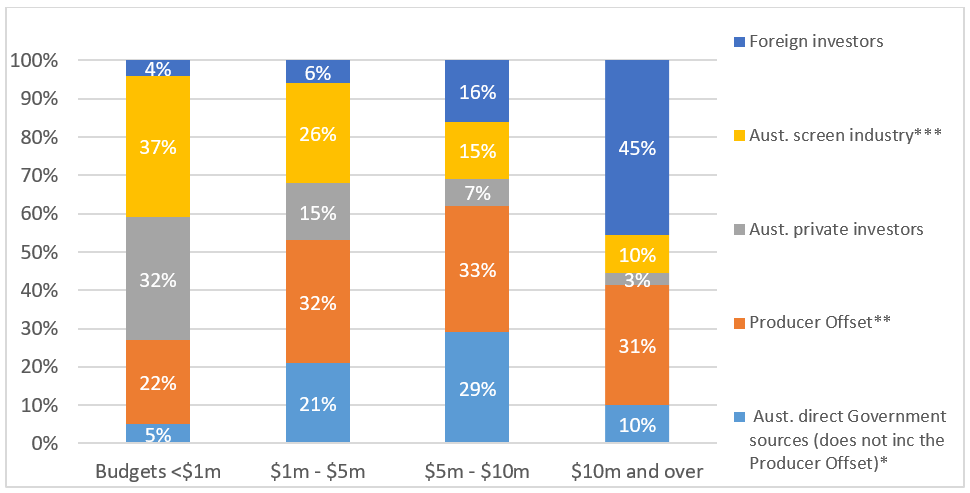 100%
90%
80%
70%
60%
50%
40%
30%
20%
10%
0%
4%
37%
32%
22%
5%
6%
26%
15%
32%
21%
16%
15%
7%
33%
29%
45%
10%
3%
31%
10%
Budgets <$1m
$1m - $5m
$5m - $10m
$10m and over
Foreign investors
Aust. screen industry***
Aust. private investors
Producer Offset**
Aust. direct Government
sources (does not inc the
Producer Offset)*